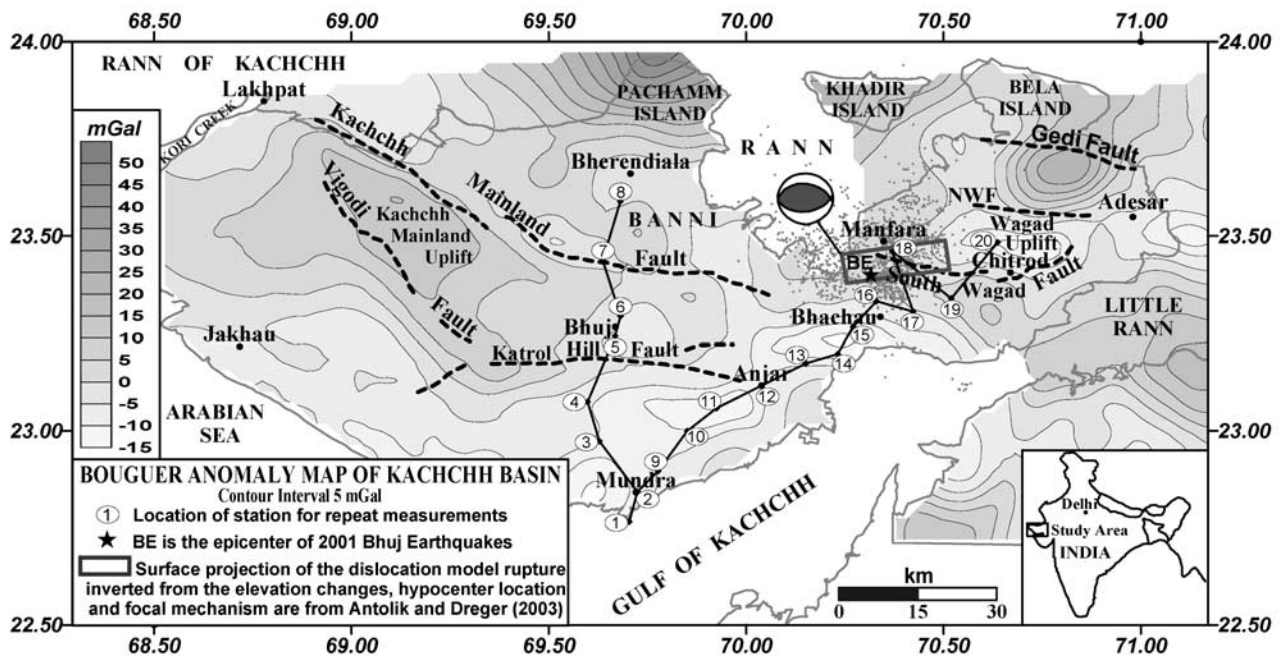 68.50 69.00 69.50 70.00 70.50 71.00
24.00 24.00
RANN OF KACHCHH
Lakhpat
KORI CREEK
PACHAMM
ISLAND
KHADIR
ISLAND
BELA
ISLAND
mGal
50
45
35
30
25
20
15
10
5
0
-5
-10
-15
Kachchh
Mainland
Fault
Bherendiala
RANN
Gedi Fault
8
BANNI
NWF
Adesar
Vigodi
Fault
Kachchh
Mainland
Uplift
23.50 23.50
7
Manfara
18
20
Wagad
Uplift
Chitrod
BE
South
Wagad
Fault
16
6
Bhuj
5
Bhachau
17
19
LITTLE
RANN
15
Jakhau
Katrol Hill Fault
13
14
Anjar
12
ARABIAN
SEA
4
11
23.00 23.00
3
10
9
Mundra
2
1
GULF OF KACHCHH
BOUGUER ANOMALY MAP OF KACHCHH BASIN
Contour Interval 5 mGal
1 Location of station for repeat measurements
★ BE is the epicenter of 2001 Bhuj Earthquakes
Surface projection of the dislocation model rupture
inverted from the elevation changes, hypocenter location
and focal mechanism are from Antolik and Dreger (2003)
km
0 15 30
Delhi
Study Area
INDIA
22.50 22.50
68.50 69.00 69.50 70.00 70.50 71.00